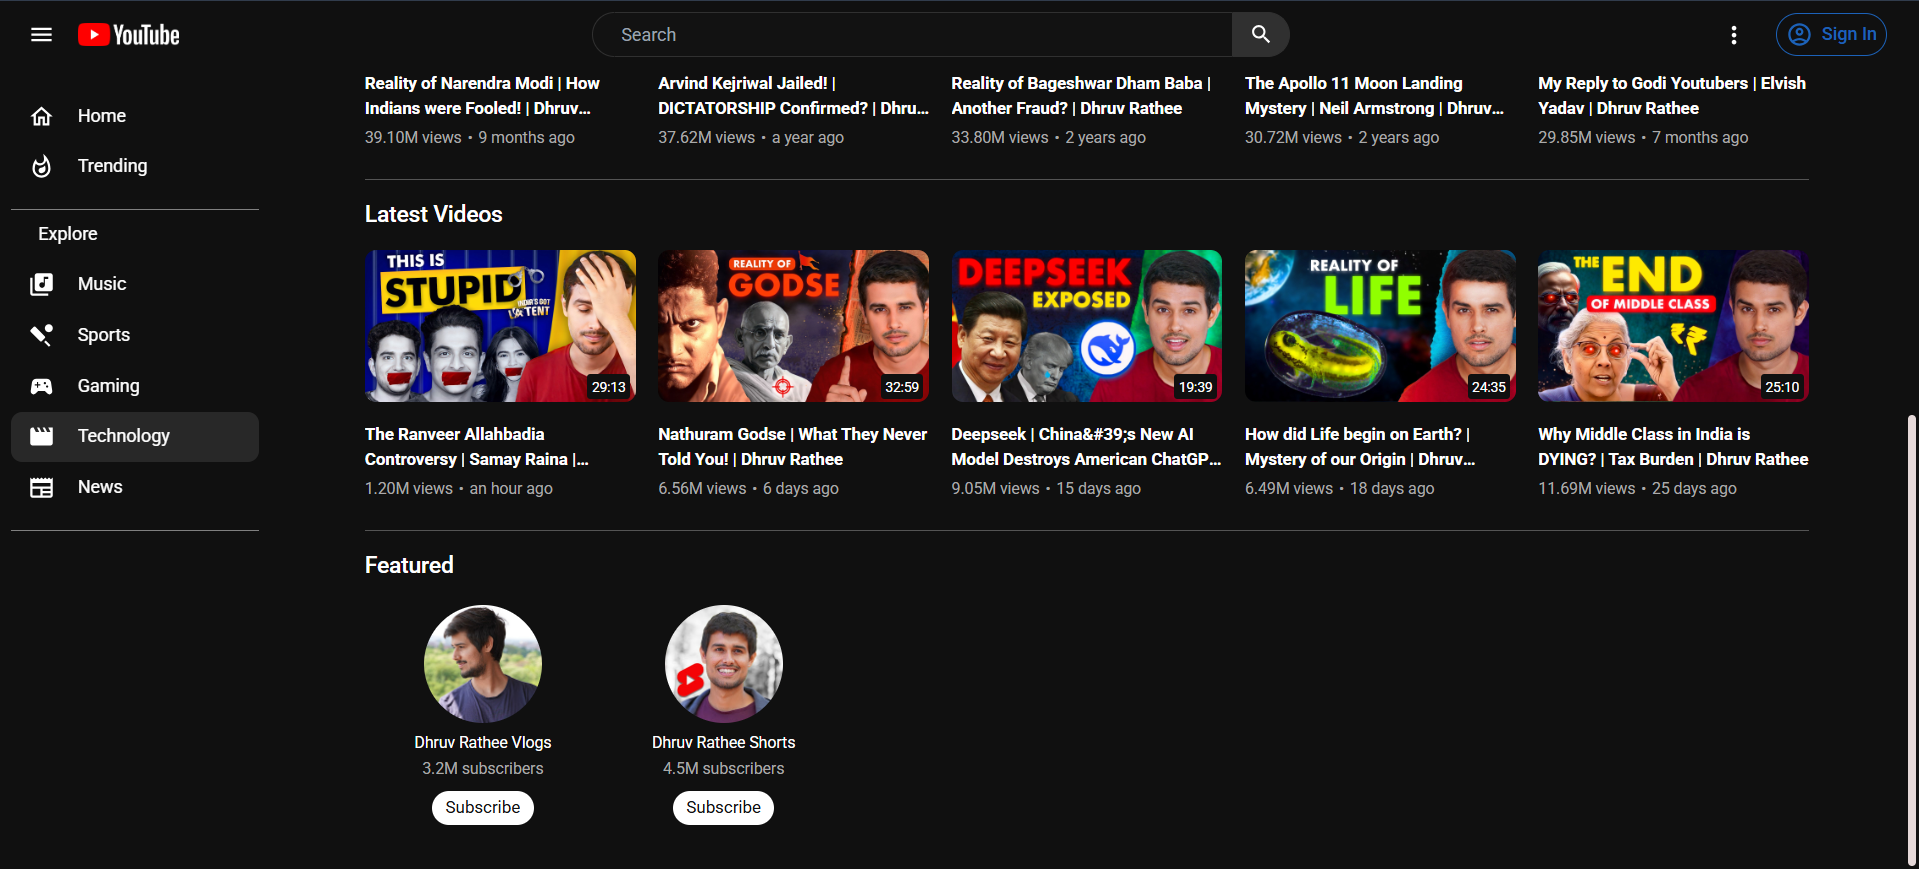 YouTube
Search
Sign In
Home
Trending
Explore
Music
Sports
Gaming
Technology
News
Reality of Narendra Modi | How
Indians were Fooled! | Dhruv...
39.10M views • 9 months ago
Arvind Kejriwal Jailed! |
DICTATORSHIP Confirmed? | Dhru...
37.62M views • a year ago
Reality of Bageshwar Dham Baba |
Another Fraud? | Dhruv Rathee
33.80M views • 2 years ago
The Apollo 11 Moon Landing
Mystery | Neil Armstrong | Dhruv...
30.72M views • 2 years ago
My Reply to Godi Youtubers | Elvish
Yadav | Dhruv Rathee
29.85M views • 7 months ago
Latest Videos
THIS IS
STUPID
INDIA'S GOT
TENT
29:13
The Ranveer Allahbadia
Controversy | Samay Raina |...
1.20M views • an hour ago
REALITY OF
GODSE
32:59
Nathuram Godse | What They Never
Told You! | Dhruv Rathee
6.56M views • 6 days ago
DEEPSEEK
EXPOSED
19:39
Deepseek | China&#39;s New AI
Model Destroys American ChatGP...
9.05M views • 15 days ago
REALITY OF
LIFE
24:35
How did Life begin on Earth? |
Mystery of our Origin | Dhruv...
6.49M views • 18 days ago
THE END
OF MIDDLE CLASS
₹₹
25:10
Why Middle Class in India is
DYING? | Tax Burden | Dhruv Rathee
11.69M views • 25 days ago
Featured
Dhruv Rathee Vlogs
3.2M subscribers
Subscribe
Dhruv Rathee Shorts
4.5M subscribers
Subscribe